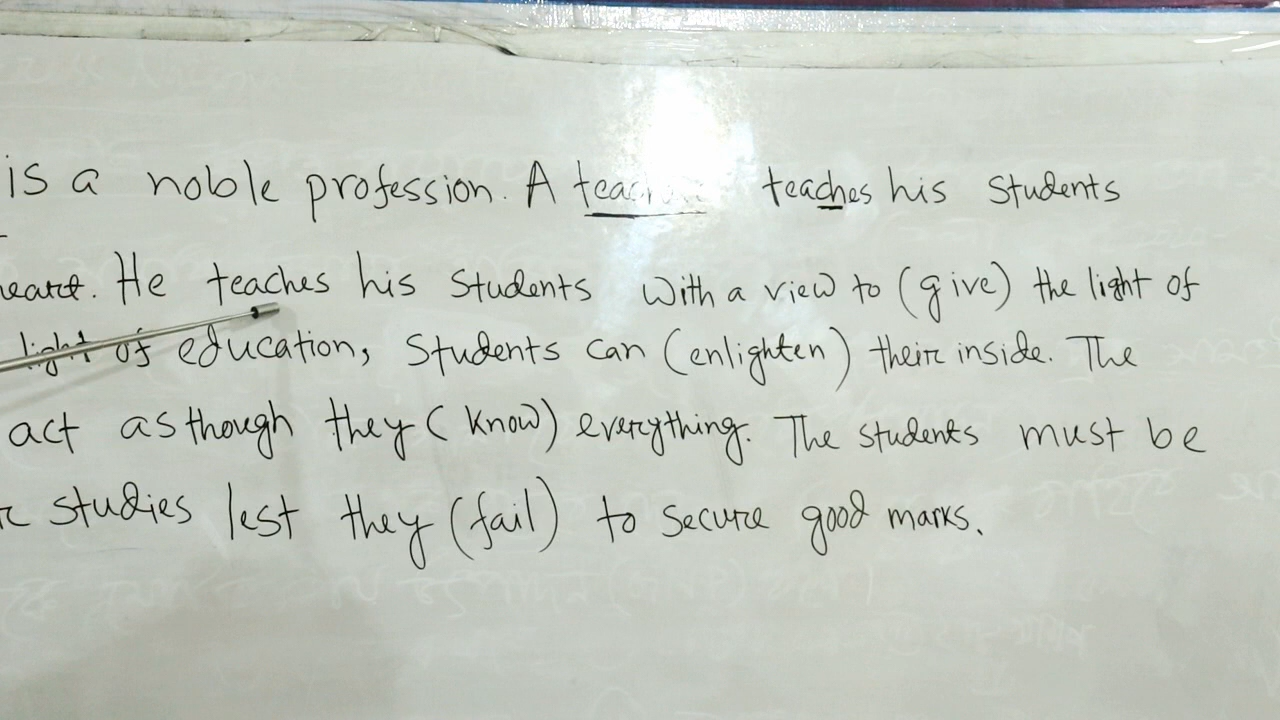 is a noble profession. A teaches his students
heart. He teaches his students with a view to (give) the light of
light of education, students can (enlighten) their inside. The
act as though they (know) everything. The students must be
studies lest they (fail) to secure good marks.